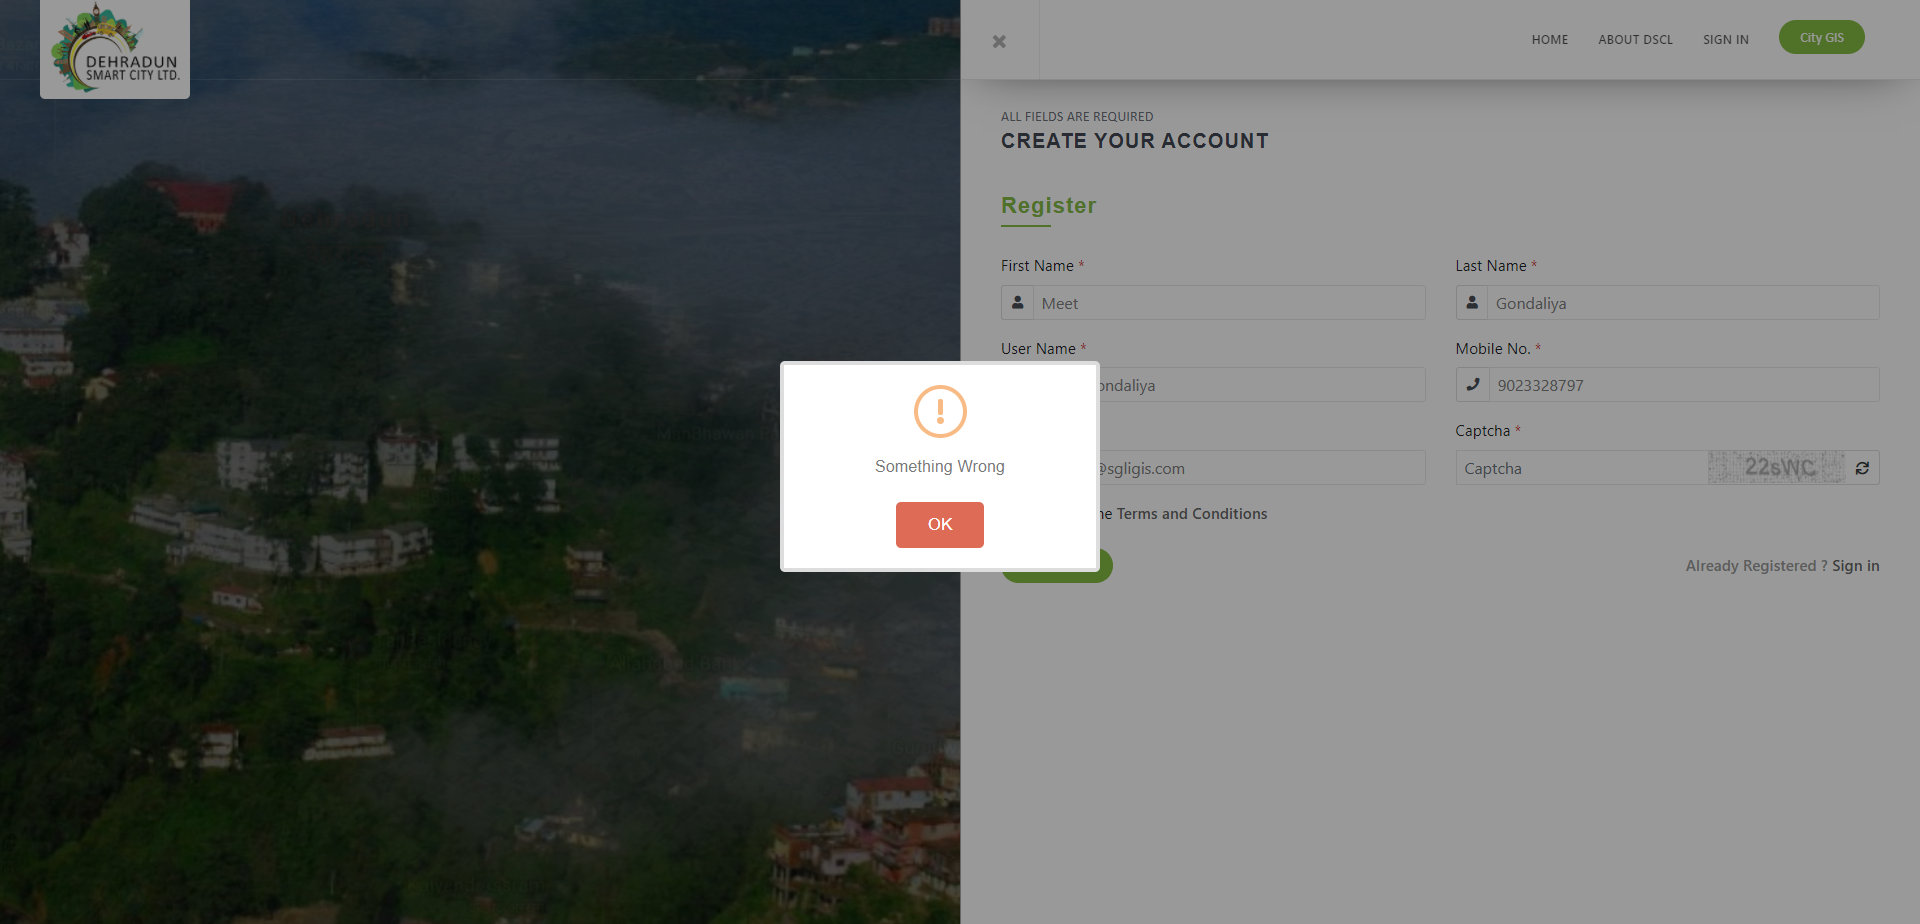 DEHRADUN
SMART CITY LTD.
HOME
ABOUT DSCL
SIGN IN
City GIS
ALL FIELDS ARE REQUIRED
CREATE YOUR ACCOUNT
Register
First Name *
Last Name *
Meet
Gondaliya
User Name *
Mobile No. *
ondaliya
9023328797
Captcha *
@sgligis.com
Captcha
22sWC
he Terms and Conditions
Already Registered ? Sign in
Something Wrong
OK